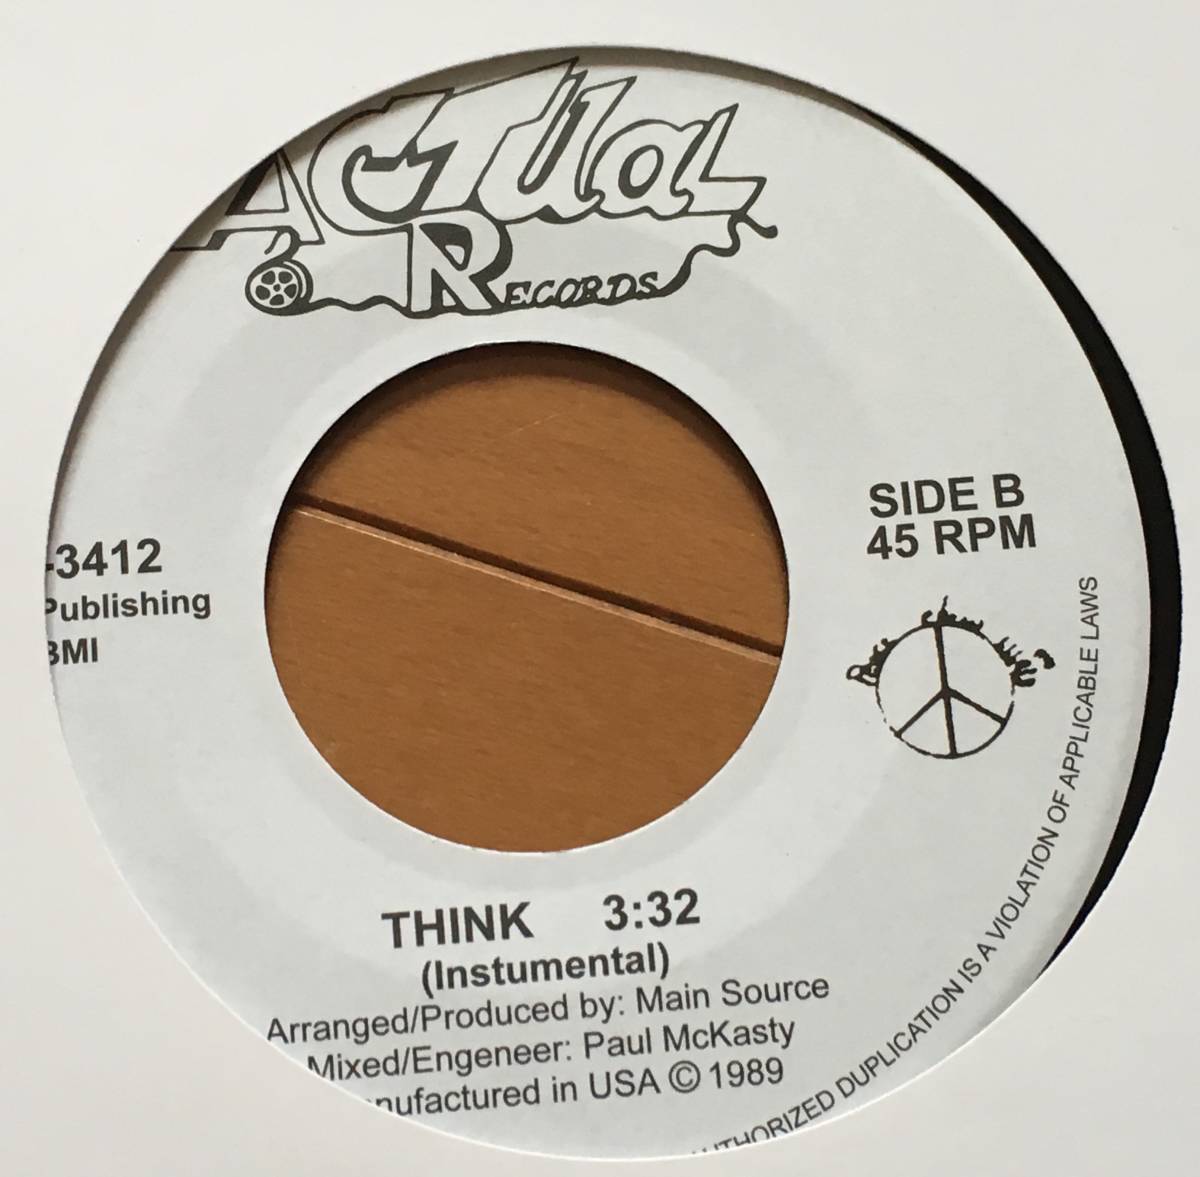 ACTUAL
RECORDS
SIDE B
45 RPM
-3412
Publishing
BMI
THINK 3:32
(Instumental)
Arranged/Produced by: Main Source
Mixed/Engeneer: Paul McKasty
nufactured in USA © 1989
UTHORIZED DUPLICATION IS A VIOLATION OF APPLICABLE LAWS